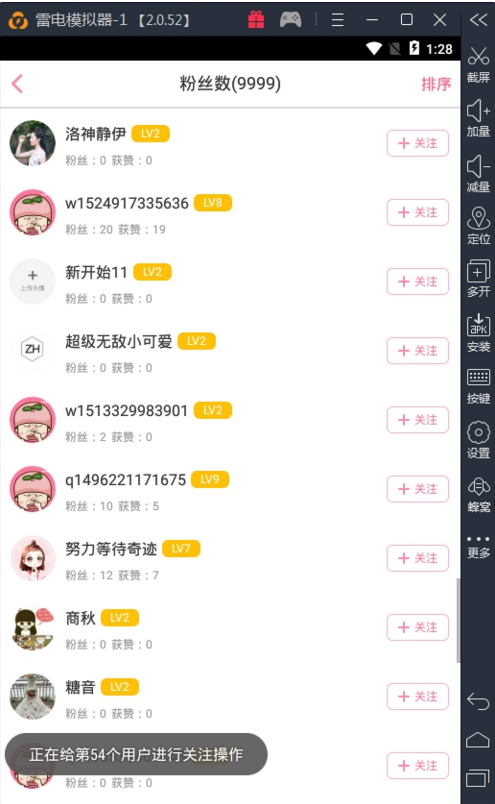 雷电模拟器-1 【2.0.52】
1:28
粉丝数(9999)
排序
洛神静伊 LV2
粉丝：0 获赞：0
+ 关注
w1524917335636 LV8
粉丝：20 获赞：19
+ 关注
上传头像
新开始11 LV2
粉丝：0 获赞：0
+ 关注
ZH
超级无敌小可爱 LV2
粉丝：0 获赞：0
+ 关注
w1513329983901 LV2
粉丝：2 获赞：0
+ 关注
q1496221171675 LV9
粉丝：10 获赞：5
+ 关注
努力等待奇迹 LV7
粉丝：12 获赞：7
+ 关注
商秋 LV2
粉丝：0 获赞：0
+ 关注
糖音 LV2
粉丝：0 获赞：0
+ 关注
正在给第54个用户进行关注操作
粉丝：0 获赞：0
+ 关注
截屏
加量
减量
定位
多开
APK
安装
按键
设置
蜂窝
更多